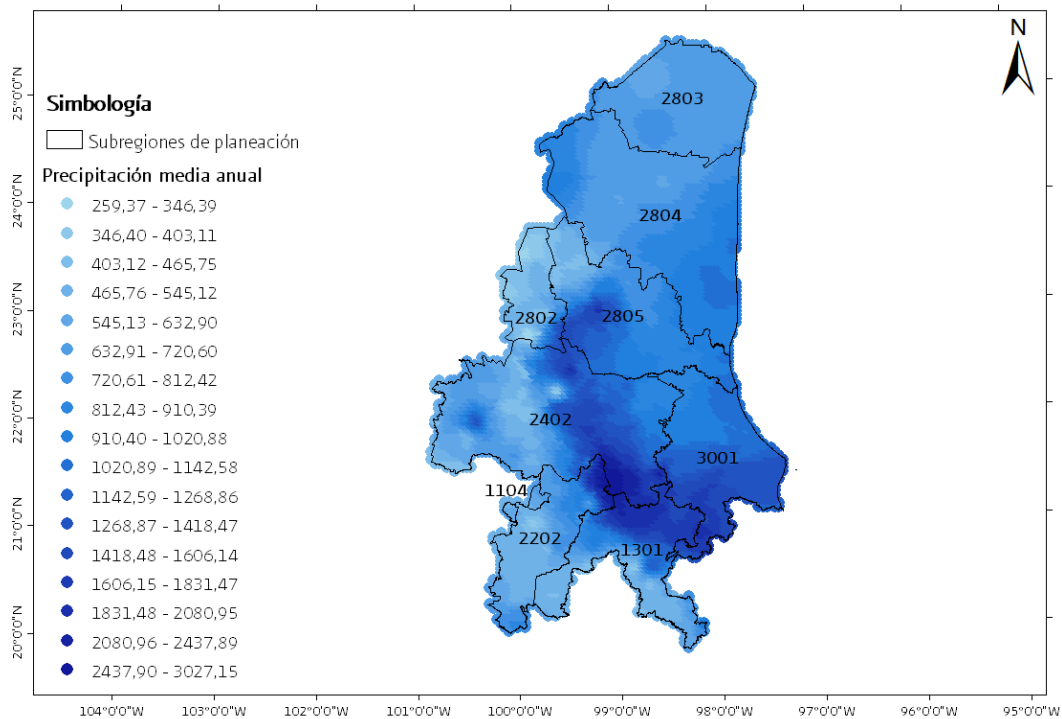 N
Simbología
Subregiones de planeación
Precipitación media anual
259,37 - 346,39
346,40 - 403,11
403,12 - 465,75
465,76 - 545,12
545,13 - 632,90
632,91 - 720,60
720,61 - 812,42
812,43 - 910,39
910,40 - 1020,88
1020,89 - 1142,58
1142,59 - 1268,86
1268,87 - 1418,47
1418,48 - 1606,14
1606,15 - 1831,47
1831,48 - 2080,95
2080,96 - 2437,89
2437,90 - 3027,15
2803
2804
2802
2805
2402
3001
1104
2202
1301
25°0'0"N
24°0'0"N
23°0'0"N
22°0'0"N
21°0'0"N
20°0'0"N
104°0'0"W
103°0'0"W
102°0'0"W
101°0'0"W
100°0'0"W
99°0'0"W
98°0'0"W
97°0'0"W
96°0'0"W
95°0'0"W